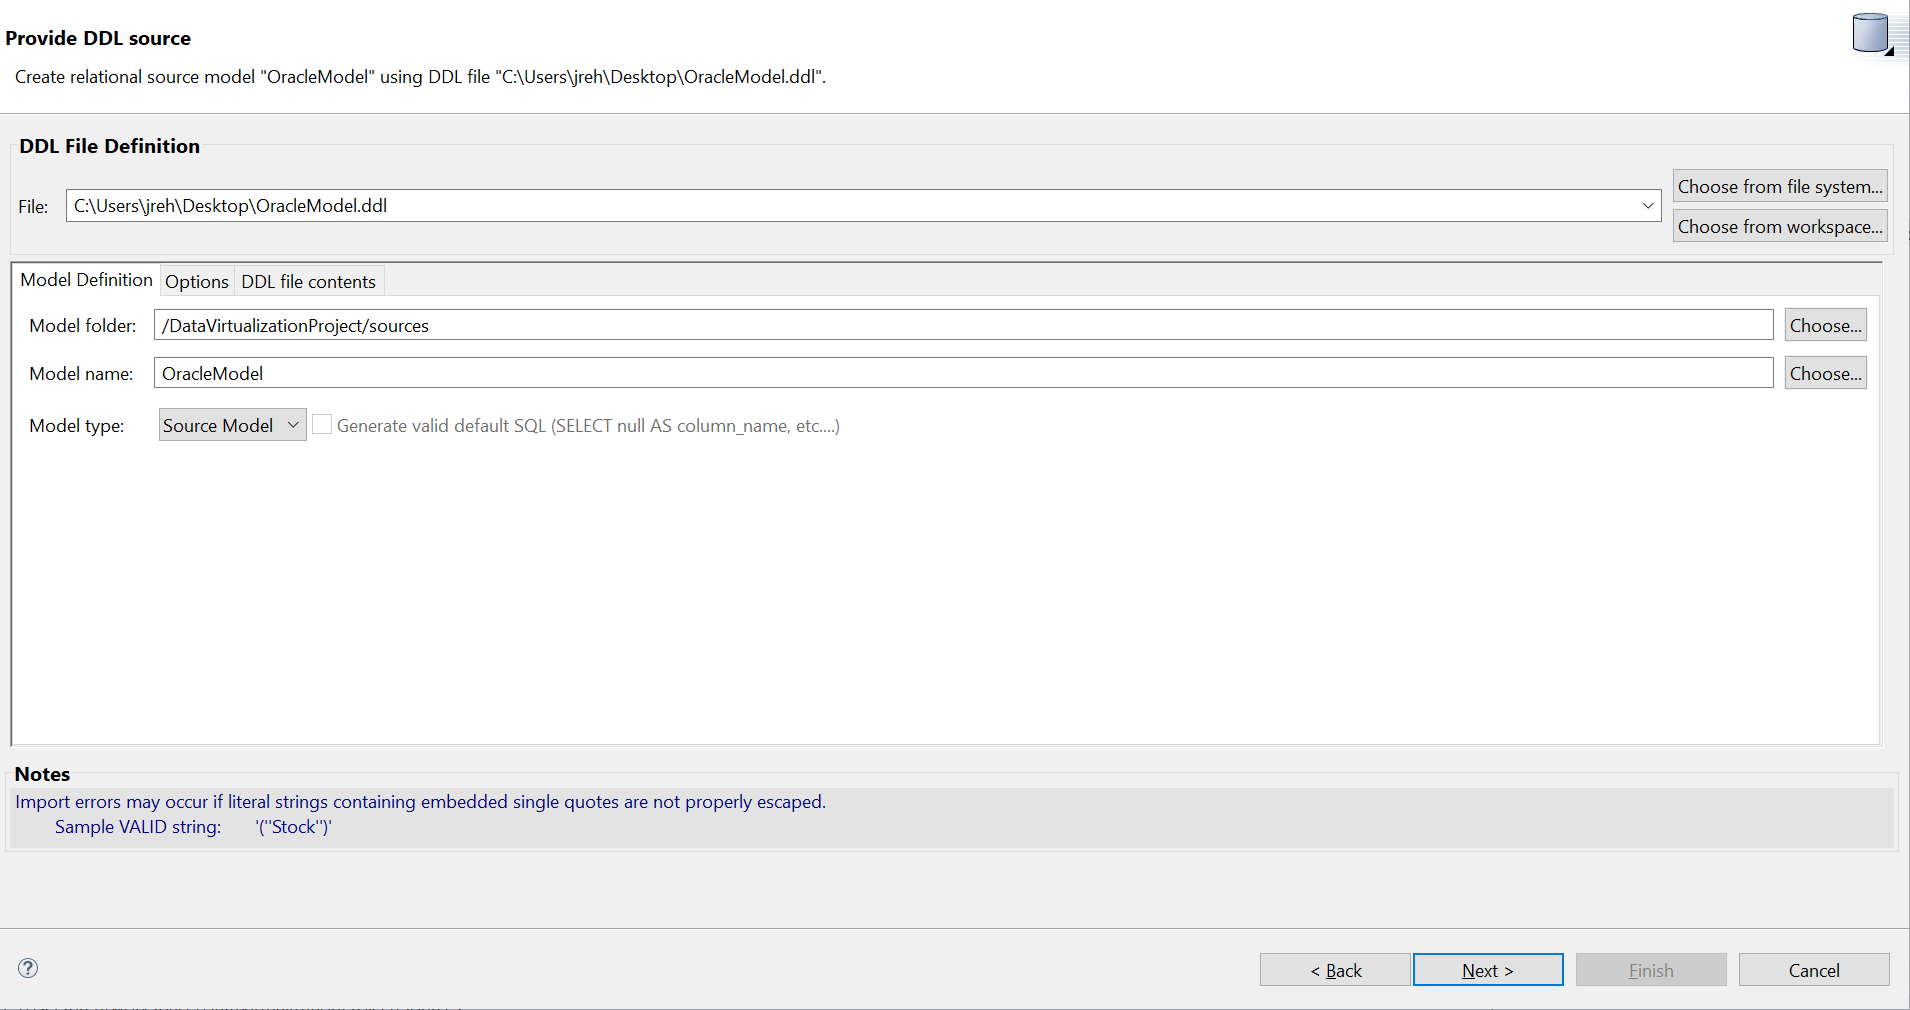 Provide DDL source
Create relational source model "OracleModel" using DDL file "C:\Users\jreh\Desktop\OracleModel.ddl".
DDL File Definition
File: C:\Users\jreh\Desktop\OracleModel.ddl
Choose from file system...
Choose from workspace...
Model Definition Options DDL file contents
Model folder: /DataVirtualizationProject/sources Choose...
Model name: OracleModel Choose...
Model type: Source Model Generate valid default SQL (SELECT null AS column_name, etc....)
Notes
Import errors may occur if literal strings containing embedded single quotes are not properly escaped.
Sample VALID string: '(''Stock'')'
? < Back Next > Finish Cancel